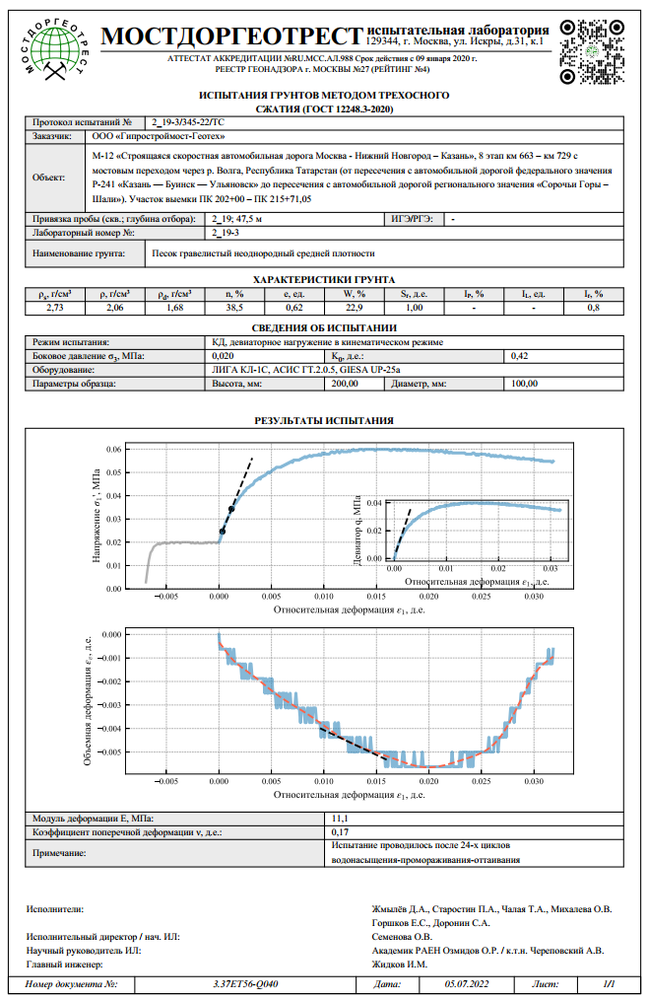 МОСТДОРГЕОТРЕСТ
МОСТДОРГЕОТРЕСТ испытательная лаборатория
129344, г. Москва, ул. Искры, д.31, к.1
АТТЕСТАТ АККРЕДИТАЦИИ №RU.МСС.АЛ.988 Срок действия с 09 января 2020 г.
РЕЕСТР ГЕОНАДЗОРА г. МОСКВЫ №27 (РЕЙТИНГ №4)
ИСПЫТАНИЯ ГРУНТОВ МЕТОДОМ ТРЕХОСНОГО
СЖАТИЯ (ГОСТ 12248.3-2020)
Протокол испытаний № 2_19-3/345-22/ТС
Заказчик: ООО «Гипростроймост-Геотех»
Объект: М-12 «Строящаяся скоростная автомобильная дорога Москва - Нижний Новгород – Казань», 8 этап км 663 – км 729 с
мостовым переходом через р. Волга, Республика Татарстан (от пересечения с автомобильной дорогой федерального значения
Р-241 «Казань — Буинск — Ульяновск» до пересечения с автомобильной дорогой регионального значения «Сорочьи Горы –
Шали»). Участок выемки ПК 202+00 – ПК 215+71,05
Привязка пробы (скв.; глубина отбора): 2_19; 47,5 м ИГЭ/РГЭ: -
Лабораторный номер №: 2_19-3
Наименование грунта: Песок гравелистый неоднородный средней плотности
ХАРАКТЕРИСТИКИ ГРУНТА
ρs, г/см³ ρ, г/см³ ρd, г/см³ n, % e, ед. W, % Sr, д.е. IP, % IL, ед. Ir, %
2,73 2,06 1,68 38,5 0,62 22,9 1,00 - - 0,8
СВЕДЕНИЯ ОБ ИСПЫТАНИИ
Режим испытания: КД, девиаторное нагружение в кинематическом режиме
Боковое давление σ3, МПа: 0,020 K0, д.е.: 0,42
Оборудование: ЛИГА КЛ-1С, АСИС ГТ.2.0.5, GIESA UP-25a
Параметры образца: Высота, мм: 200,00 Диаметр, мм: 100,00
РЕЗУЛЬТАТЫ ИСПЫТАНИЯ
Напряжение σ1', МПа
0.06
0.05
0.04
0.03
0.02
0.01
0.00
−0.005 0.000 0.005 0.010 0.015 0.020 0.025 0.030
Относительная деформация ε1, д.е.
Девиатор q, МПа
0.04
0.02
0.00
0.00 0.01 0.02 0.03
Относительная деформация ε1, д.е.
Объемная деформация εv, д.е.
0.000
−0.001
−0.002
−0.003
−0.004
−0.005
−0.005 0.000 0.005 0.010 0.015 0.020 0.025 0.030
Относительная деформация ε1, д.е.
Модуль деформации E, МПа: 11,1
Коэффициент поперечной деформации ν, д.е.: 0,17
Примечание: Испытание проводилось после 24-х циклов
водонасыщения-промораживания-оттаивания
Исполнители: Жмылёв Д.А., Старостин П.А., Чалая Т.А., Михалева О.В.
Горшков Е.С., Доронин С.А.
Исполнительный директор / нач. ИЛ: Семенова О.В.
Научный руководитель ИЛ: Академик РАЕН Озмидов О.Р. / к.т.н. Череповский А.В.
Главный инженер: Жидков И.М.
Номер документа №: 3.37ET56-Q040 Дата: 05.07.2022 Лист: 1/1